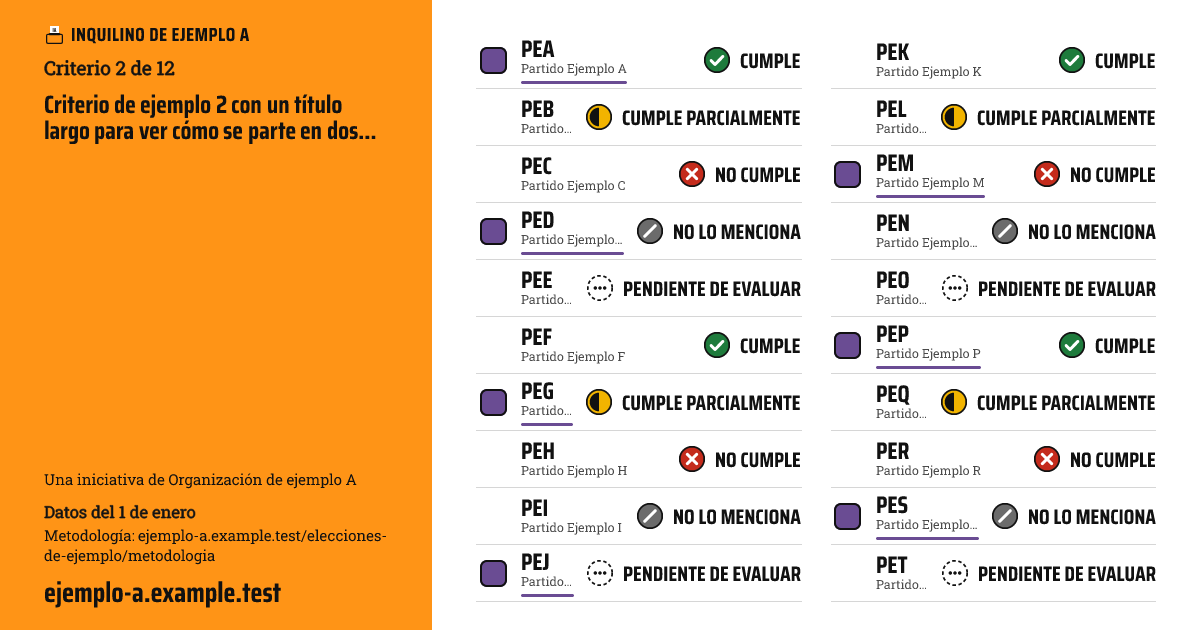 INQUILINO DE EJEMPLO A
Criterio 2 de 12
Criterio de ejemplo 2 con un título
largo para ver cómo se parte en dos...
Una iniciativa de Organización de ejemplo A
Datos del 1 de enero
Metodología: ejemplo-a.example.test/elecciones-
de-ejemplo/metodologia
ejemplo-a.example.test
PEA
Partido Ejemplo A
CUMPLE
PEB
Partido...
CUMPLE PARCIALMENTE
PEC
Partido Ejemplo C
NO CUMPLE
PED
Partido Ejemplo...
NO LO MENCIONA
PEE
Partido...
PENDIENTE DE EVALUAR
PEF
Partido Ejemplo F
CUMPLE
PEG
Partido...
CUMPLE PARCIALMENTE
PEH
Partido Ejemplo H
NO CUMPLE
PEI
Partido Ejemplo I
NO LO MENCIONA
PEJ
Partido...
PENDIENTE DE EVALUAR
PEK
Partido Ejemplo K
CUMPLE
PEL
Partido...
CUMPLE PARCIALMENTE
PEM
Partido Ejemplo M
NO CUMPLE
PEN
Partido Ejemplo...
NO LO MENCIONA
PEO
Partido...
PENDIENTE DE EVALUAR
PEP
Partido Ejemplo P
CUMPLE
PEQ
Partido...
CUMPLE PARCIALMENTE
PER
Partido Ejemplo R
NO CUMPLE
PES
Partido Ejemplo...
NO LO MENCIONA
PET
Partido...
PENDIENTE DE EVALUAR